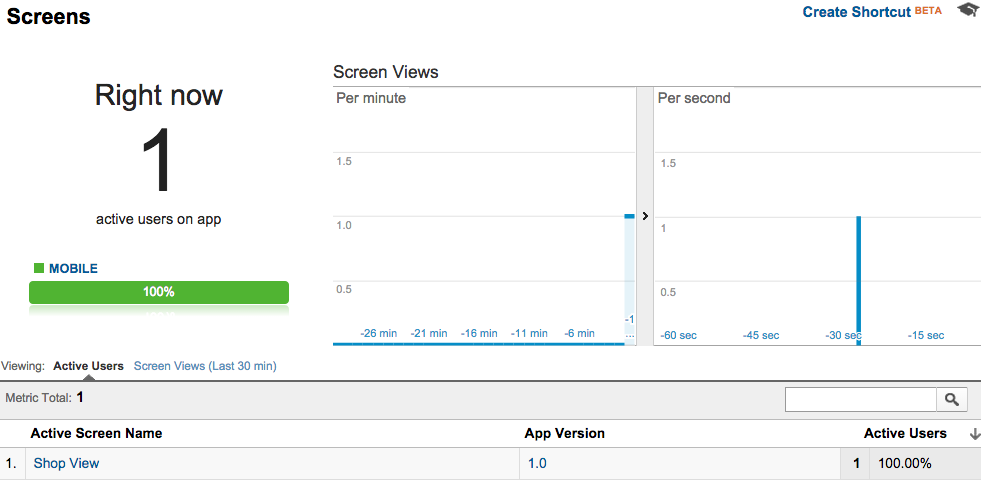 Screens
Create Shortcut BETA
Right now
1
active users on app
MOBILE
100%
Screen Views
Per minute
1.5
1.0
0.5
-26 min -21 min -16 min -11 min -6 min -1 ...
Per second
1.5
1
0.5
-60 sec -45 sec -30 sec -15 sec
Viewing: Active Users Screen Views (Last 30 min)
Metric Total: 1
Active Screen Name App Version Active Users
1. Shop View 1.0 1 100.00%